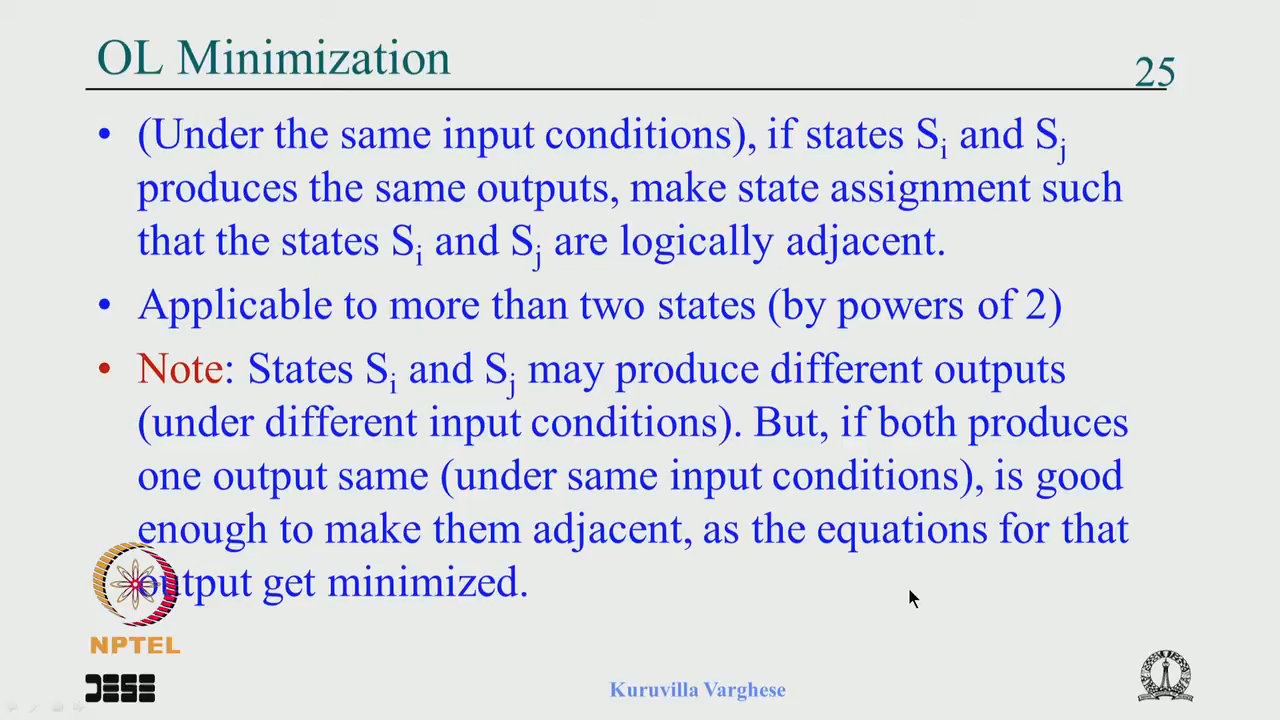 OL Minimization
25
• (Under the same input conditions), if states Si and Sj
produces the same outputs, make state assignment such
that the states Si and Sj are logically adjacent.
• Applicable to more than two states (by powers of 2)
• Note: States Si and Sj may produce different outputs
(under different input conditions). But, if both produces
one output same (under same input conditions), is good
enough to make them adjacent, as the equations for that
output get minimized.
NPTEL
DESE
Kuruvilla Varghese